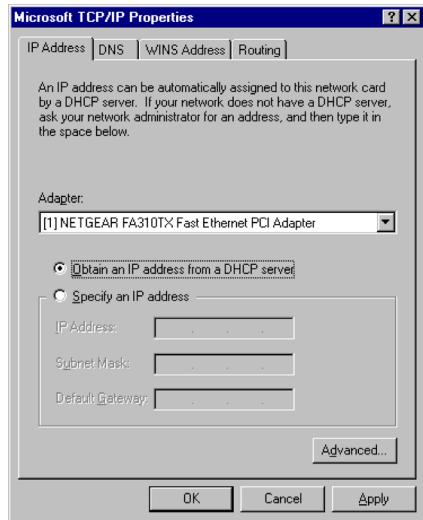 Microsoft TCP/IP Properties
IP Address DNS WINS Address Routing
An IP address can be automatically assigned to this network card
by a DHCP server. If your network does not have a DHCP server,
ask your network administrator for an address, and then type it in
the space below.
Adapter:
[1] NETGEAR FA310TX Fast Ethernet PCI Adapter
Obtain an IP address from a DHCP server
Specify an IP address
IP Address:
Subnet Mask:
Default Gateway:
Advanced...
OK Cancel Apply